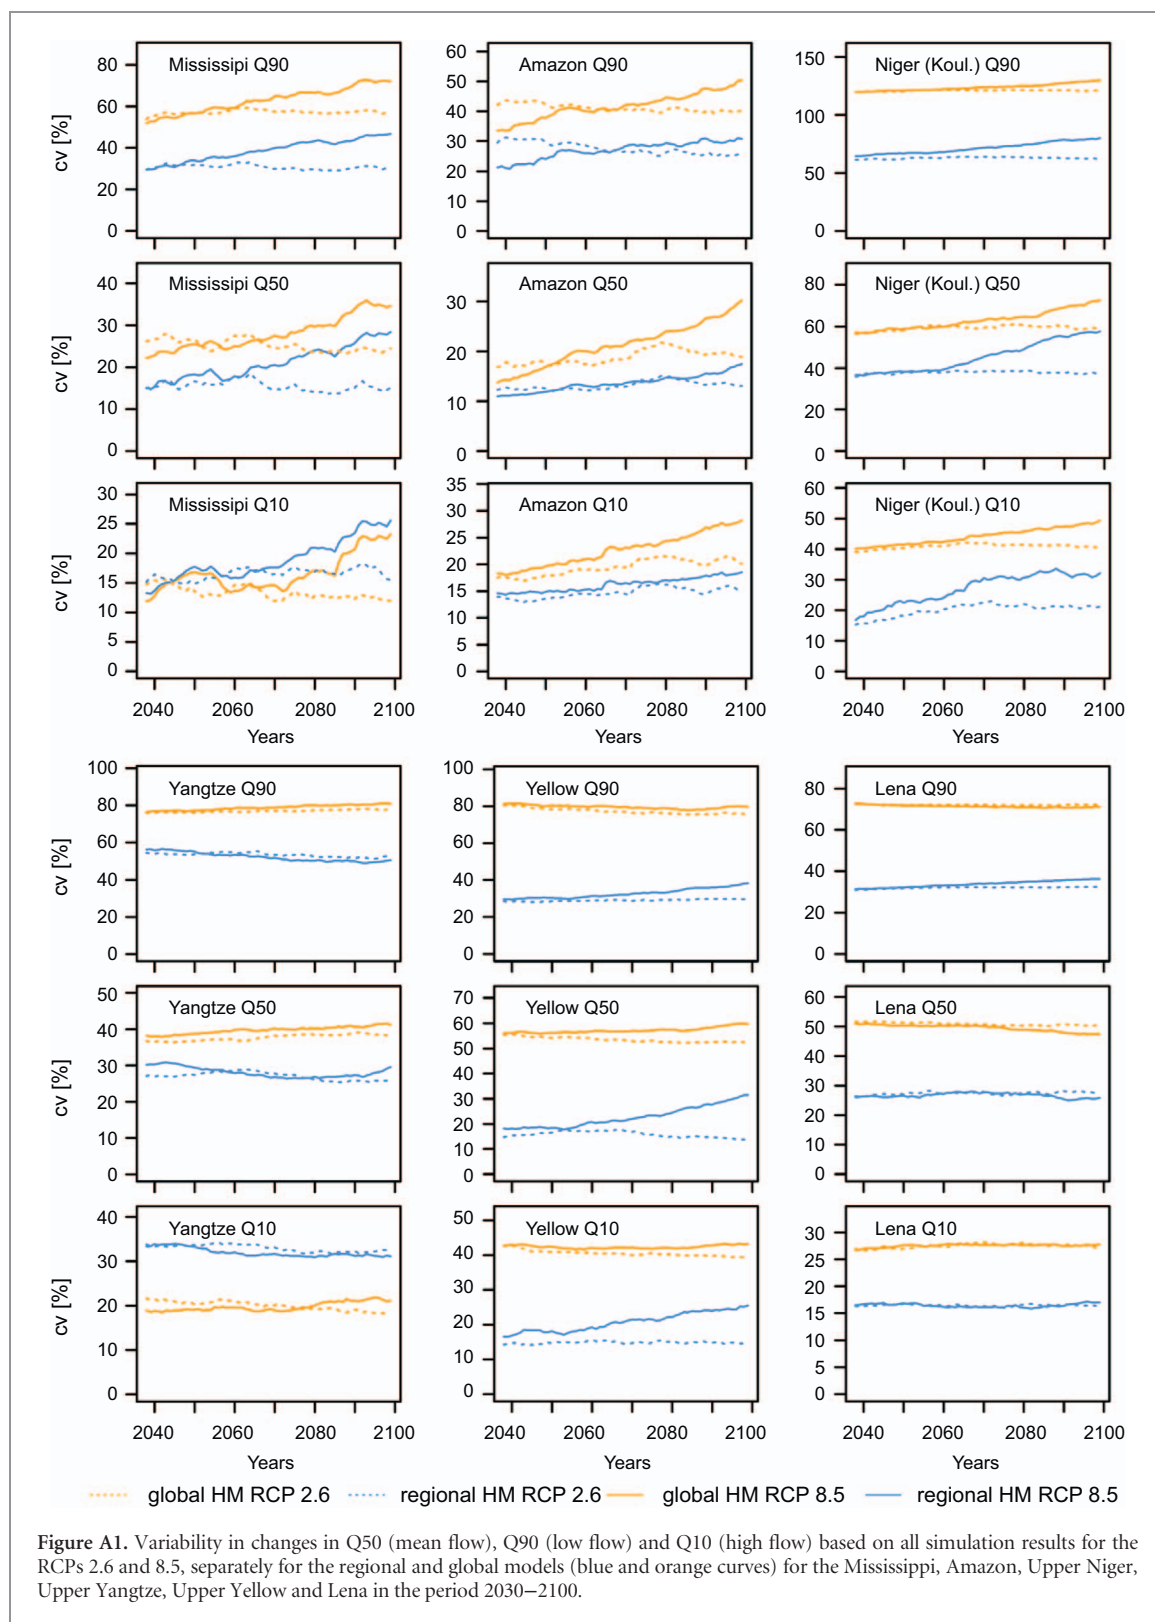 Mississipi Q90
cv [%]
80
60
40
20
0
Amazon Q90
60
50
40
30
20
10
0
Niger (Koul.) Q90
150
100
50
0
Mississipi Q50
cv [%]
40
30
20
10
0
Amazon Q50
30
20
10
0
Niger (Koul.) Q50
80
60
40
20
0
Mississipi Q10
cv [%]
30
25
20
15
10
5
0
2040 2060 2080 2100
Years
Amazon Q10
35
30
25
20
15
10
5
0
2040 2060 2080 2100
Years
Niger (Koul.) Q10
60
50
40
30
20
10
0
2040 2060 2080 2100
Years
Yangtze Q90
cv [%]
100
80
60
40
20
0
Yellow Q90
100
80
60
40
20
0
Lena Q90
80
60
40
20
0
Yangtze Q50
cv [%]
50
40
30
20
10
0
Yellow Q50
70
60
50
40
30
20
10
0
Lena Q50
60
50
40
30
20
10
0
Yangtze Q10
cv [%]
40
30
20
10
0
2040 2060 2080 2100
Years
Yellow Q10
50
40
30
20
10
0
2040 2060 2080 2100
Years
Lena Q10
30
25
20
15
10
5
0
2040 2060 2080 2100
Years
global HM RCP 2.6 regional HM RCP 2.6 global HM RCP 8.5 regional HM RCP 8.5
Figure A1. Variability in changes in Q50 (mean flow), Q90 (low flow) and Q10 (high flow) based on all simulation results for the
RCPs 2.6 and 8.5, separately for the regional and global models (blue and orange curves) for the Mississippi, Amazon, Upper Niger,
Upper Yangtze, Upper Yellow and Lena in the period 2030–2100.